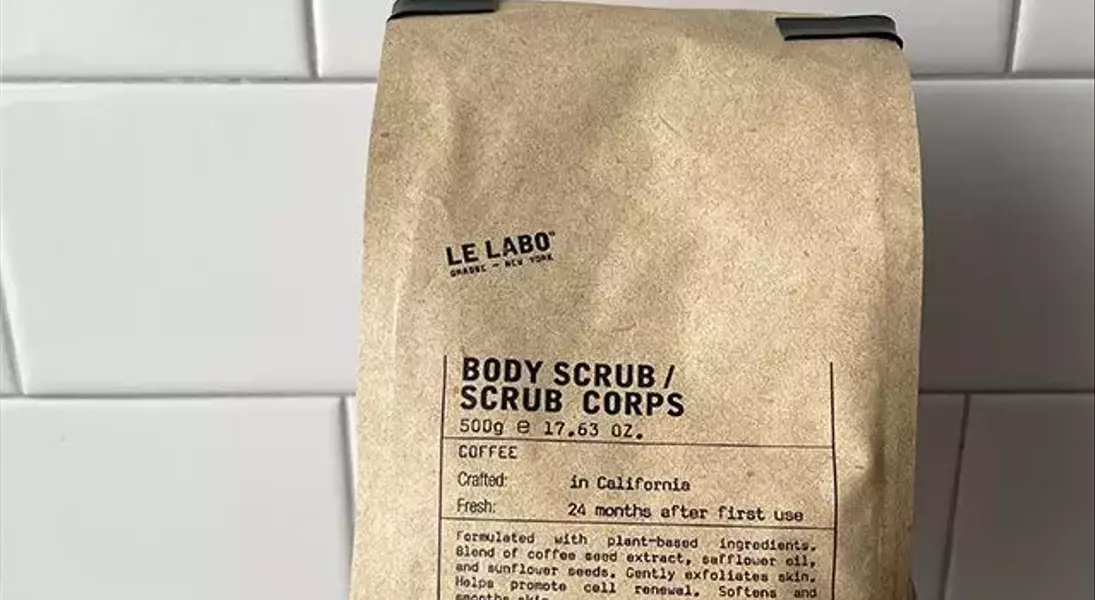 LE LABO
GRASSE — NEW YORK
BODY SCRUB /
SCRUB CORPS
500g e 17.63 OZ.
COFFEE
Crafted: in California
Fresh: 24 months after first use
Formulated with plant-based ingredients.
Blend of coffee seed extract, safflower oil,
and sunflower seeds. Gently exfoliates skin.
Helps promote cell renewal. Softens and
smooths skin